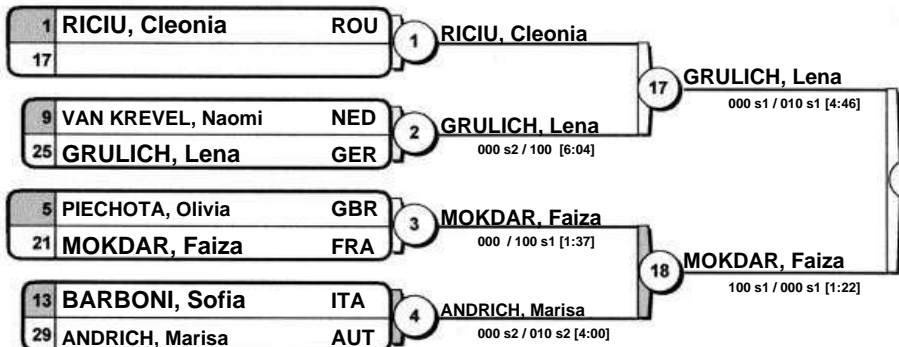 1 RICIU, Cleonia ROU
17
1
RICIU, Cleonia
9 VAN KREVEL, Naomi NED
25 GRULICH, Lena GER
2
GRULICH, Lena
000 s2 / 100 [6:04]
17
GRULICH, Lena
000 s1 / 010 s1 [4:46]
5 PIECHOTA, Olivia GBR
21 MOKDAR, Faiza FRA
3
MOKDAR, Faiza
000 / 100 s1 [1:37]
13 BARBONI, Sofia ITA
29 ANDRICH, Marisa AUT
4
ANDRICH, Marisa
000 s2 / 010 s2 [4:00]
18
MOKDAR, Faiza
100 s1 / 000 s1 [1:22]